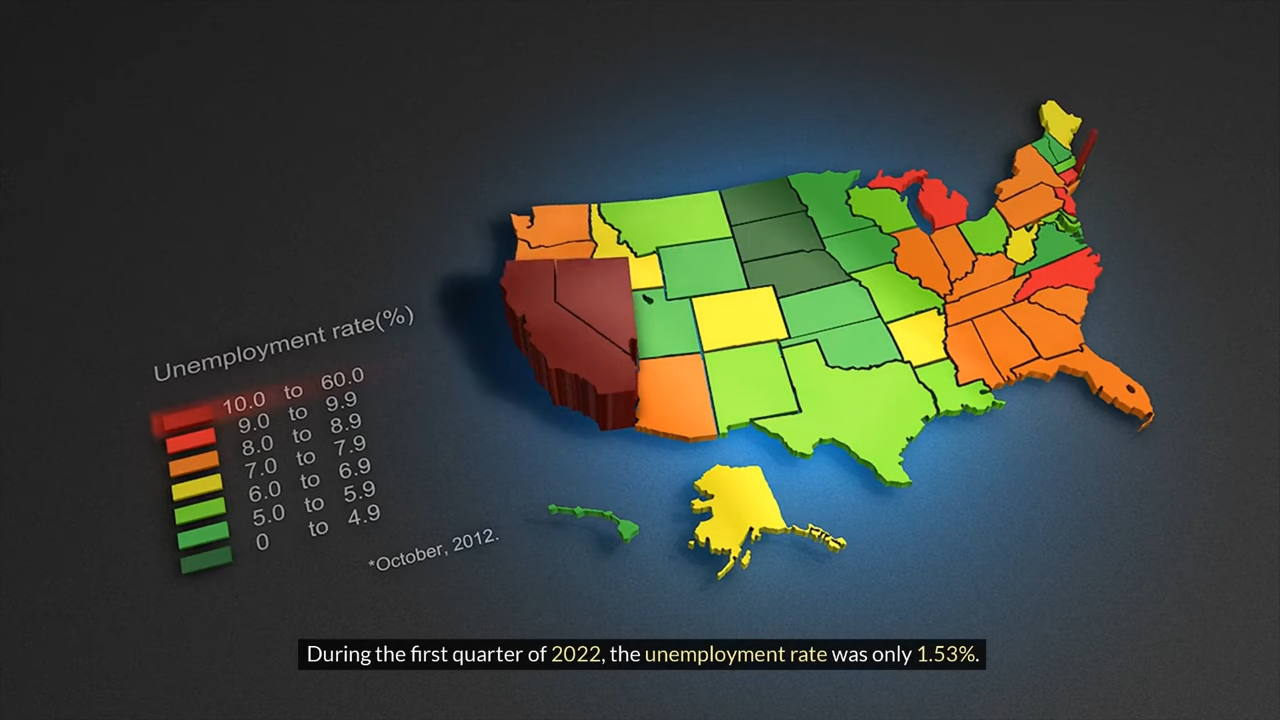 Unemployment rate(%)
10.0 to 60.0
9.0 to 9.9
8.0 to 8.9
7.0 to 7.9
6.0 to 6.9
5.0 to 5.9
0 to 4.9
*October, 2012.
During the first quarter of 2022, the unemployment rate was only 1.53%.